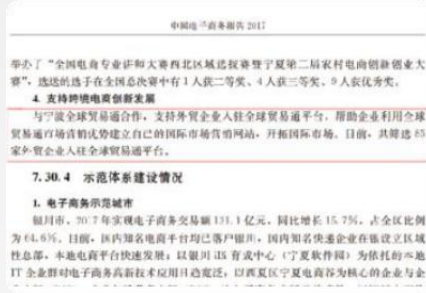 中国电子商务报告 2017
举办了“全国电商专业讲师大赛西北区域选拔赛暨宁夏第二届农村电商创新创业大
赛”，选送的选手在全国总决赛中有1人获二等奖、4人获三等奖、9人获优秀奖。
4. 支持跨境电商创新发展
与宁波全球贸易通合作，支持外贸企业入驻全球贸易通平台，帮助企业利用全球
贸易通市场营销优势建立自己的国际市场营销网站，开拓国际市场。目前，共筛选85
家外贸企业入驻全球贸易通平台。
7.30.4 示范体系建设情况
1. 电子商务示范城市
银川市，2017年实现电子商务交易额131.1亿元，同比增长15.7%，占全区比例
为64.6%。目前，国内知名电商平台均已落户银川，国内知名快递企业在银设立区域
性总部，本地电商平台快速发展；以银川iBI育成中心（宁夏软件园）为依托的本地
IT企业群对电子商务高新技术应用日趋宽泛，以西夏区宁夏电商谷为核心的企业与金